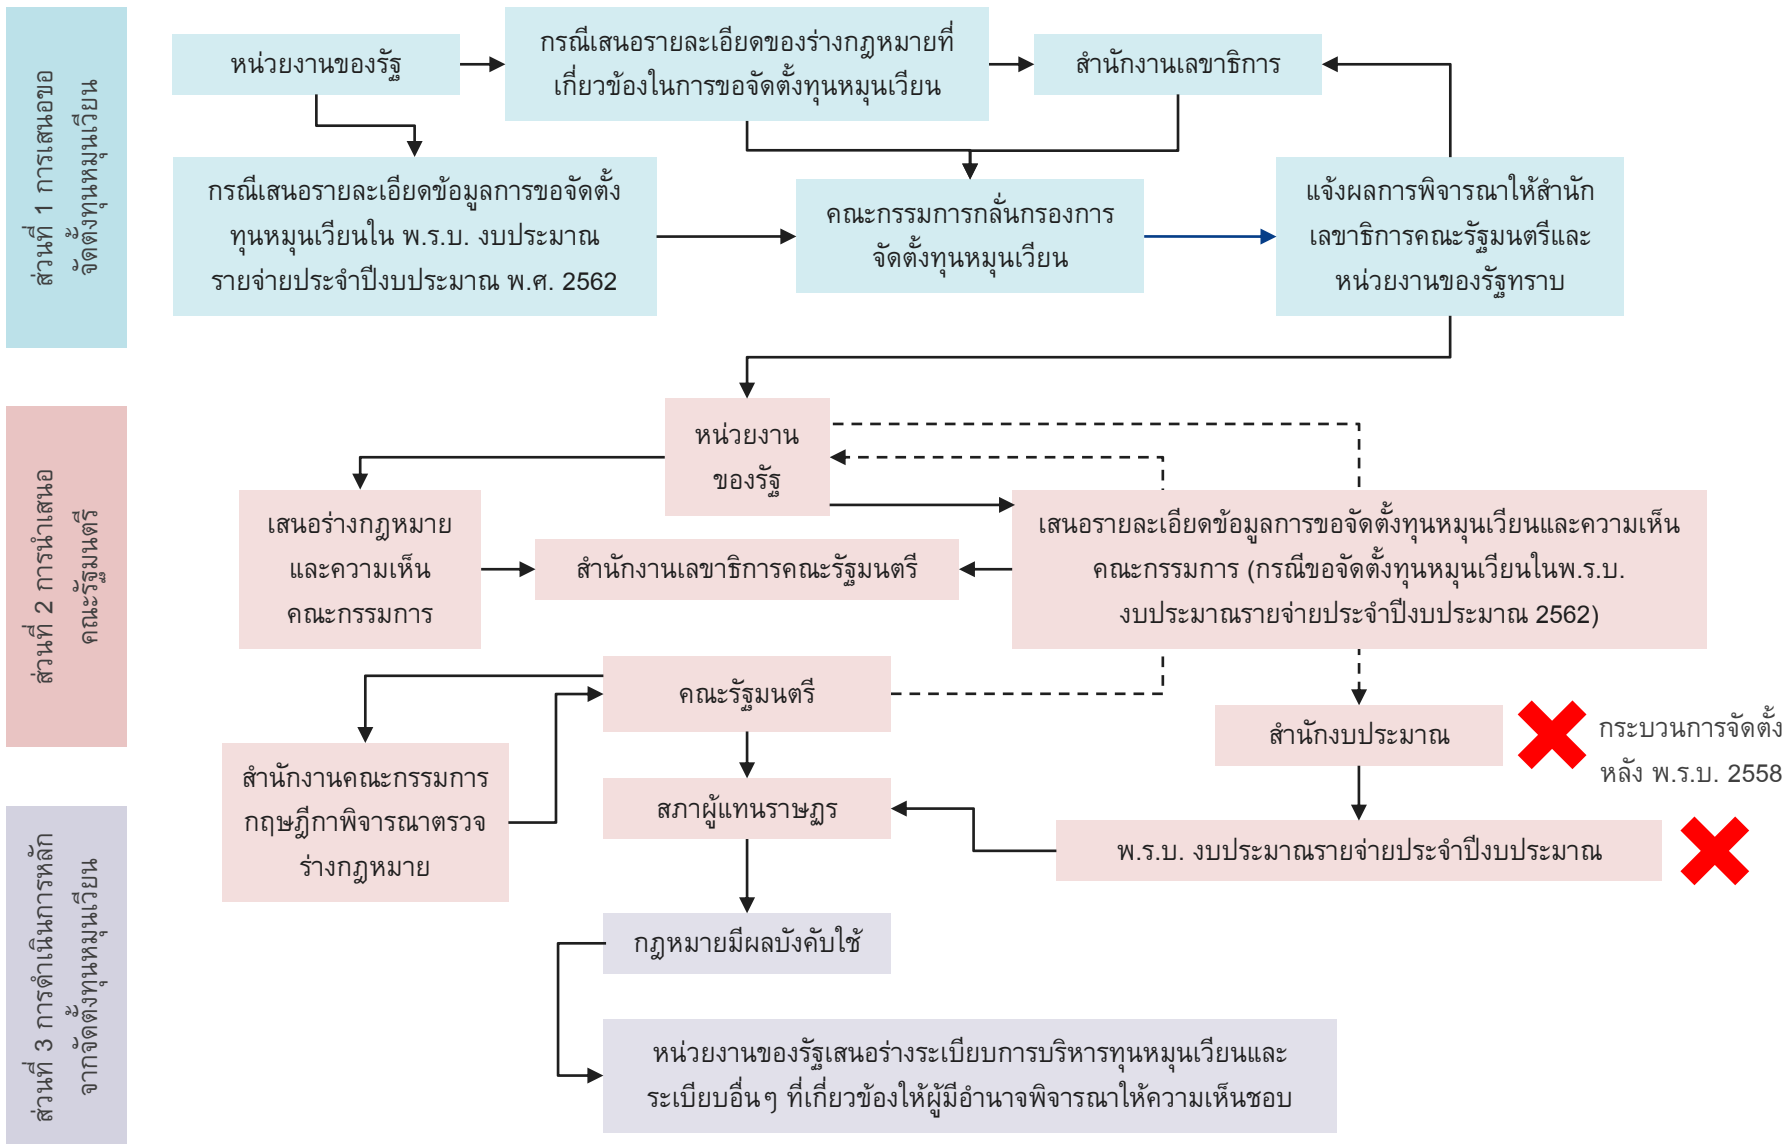 ส่วนที่ 1 การเสนอขอ
จัดตั้งทุนหมุนเวียน
หน่วยงานของรัฐ
กรณีเสนอรายละเอียดของร่างกฎหมายที่
เกี่ยวข้องในการขอจัดตั้งทุนหมุนเวียน
สำนักงานเลขาธิการ
กรณีเสนอรายละเอียดข้อมูลการขอจัดตั้ง
ทุนหมุนเวียนใน พ.ร.บ. งบประมาณ
รายจ่ายประจำปีงบประมาณ พ.ศ. 2562
คณะกรรมการกลั่นกรองการ
จัดตั้งทุนหมุนเวียน
แจ้งผลการพิจารณาให้สำนัก
เลขาธิการคณะรัฐมนตรีและ
หน่วยงานของรัฐทราบ
ส่วนที่ 2 การนำเสนอ
คณะรัฐมนตรี
หน่วยงาน
ของรัฐ
เสนอร่างกฎหมาย
และความเห็น
คณะกรรมการ
สำนักงานเลขาธิการคณะรัฐมนตรี
เสนอรายละเอียดข้อมูลการขอจัดตั้งทุนหมุนเวียนและความเห็น
คณะกรรมการ (กรณีขอจัดตั้งทุนหมุนเวียนในพ.ร.บ.
งบประมาณรายจ่ายประจำปีงบประมาณ 2562)
คณะรัฐมนตรี
สำนักงบประมาณ
กระบวนการจัดตั้ง
หลัง พ.ร.บ. 2558
สำนักงานคณะกรรมการ
กฤษฎีกาพิจารณาตรวจ
ร่างกฎหมาย
สภาผู้แทนราษฎร
พ.ร.บ. งบประมาณรายจ่ายประจำปีงบประมาณ
ส่วนที่ 3 การดำเนินการหลัก
จากจัดตั้งทุนหมุนเวียน
กฎหมายมีผลบังคับใช้
หน่วยงานของรัฐเสนอร่างระเบียบการบริหารทุนหมุนเวียนและ
ระเบียบอื่นๆ ที่เกี่ยวข้องให้ผู้มีอำนาจพิจารณาให้ความเห็นชอบ